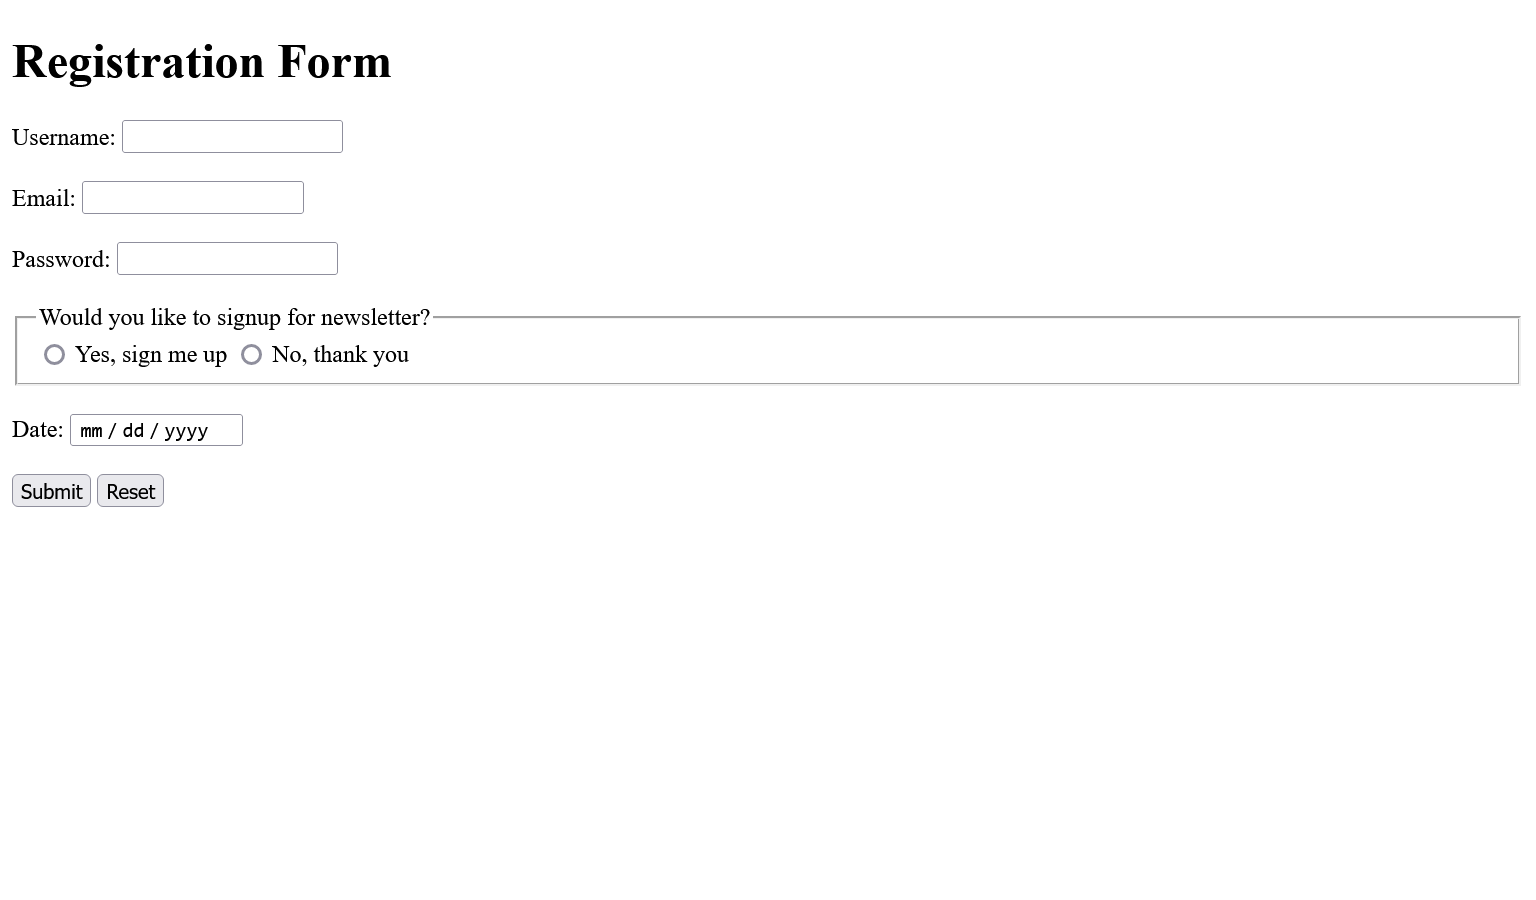 Registration Form
Username:
Email:
Password:
Would you like to signup for newsletter?
Yes, sign me up No, thank you
Date: mm / dd / yyyy
Submit Reset